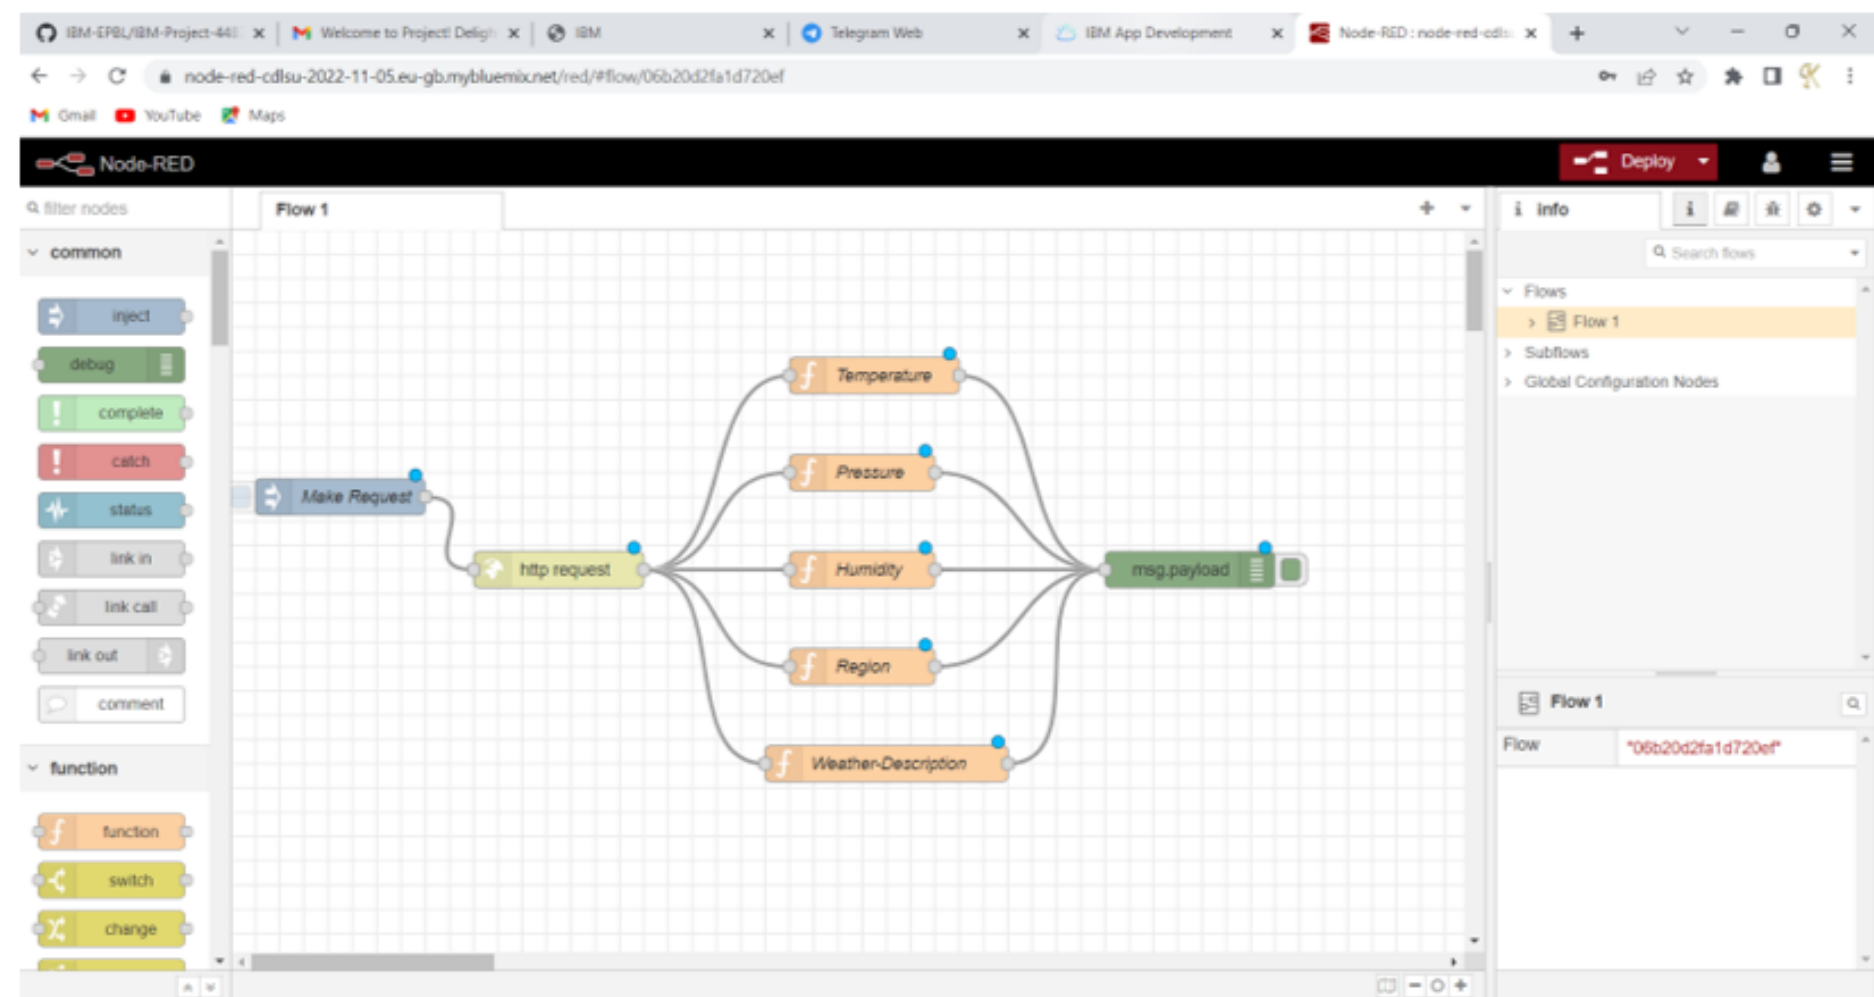 IBM-EPBL/IBM-Project-448
Welcome to Project! Deligh
IBM
Telegram Web
IBM App Development
Node-RED : node-red-cdls
node-red-cdlsu-2022-11-05.eu-gb.mybluemix.net/red/#flow/06b20d2fa1d720ef
Gmail YouTube Maps
Node-RED
Deploy
filter nodes
Flow 1
info
common
Search flows
inject
debug
complete
catch
status
link in
link call
link out
comment
function
function
switch
change
Make Request
http request
Temperature
Pressure
Humidity
Region
Weather-Description
msg.payload
Flows
Flow 1
Subflows
Global Configuration Nodes
Flow 1
Flow "06b20d2fa1d720ef"